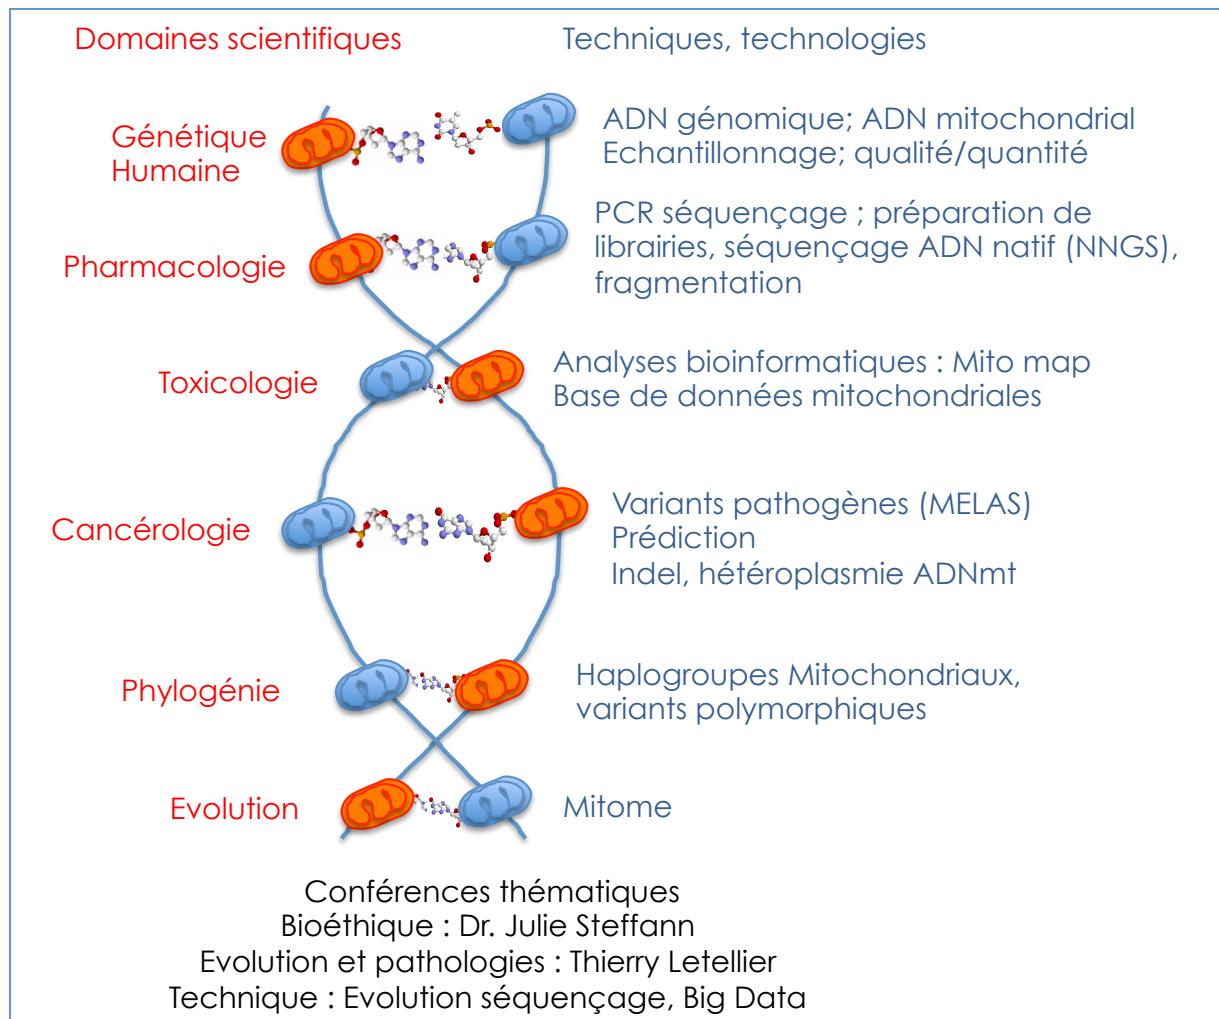 Domaines scientifiques
Techniques, technologies
Génétique
Humaine
ADN génomique; ADN mitochondrial
Echantillonnage; qualité/quantité
Pharmacologie
PCR séquençage ; préparation de
librairies, séquençage ADN natif (NNGS),
fragmentation
Toxicologie
Analyses bioinformatiques : Mito map
Base de données mitochondriales
Cancérologie
Variants pathogènes (MELAS)
Prédiction
Indel, hétéroplasmie ADNmt
Phylogénie
Haplogroupes Mitochondriaux,
variants polymorphiques
Evolution
Mitome
Conférences thématiques
Bioéthique : Dr. Julie Steffann
Evolution et pathologies : Thierry Letellier
Technique : Evolution séquençage, Big Data